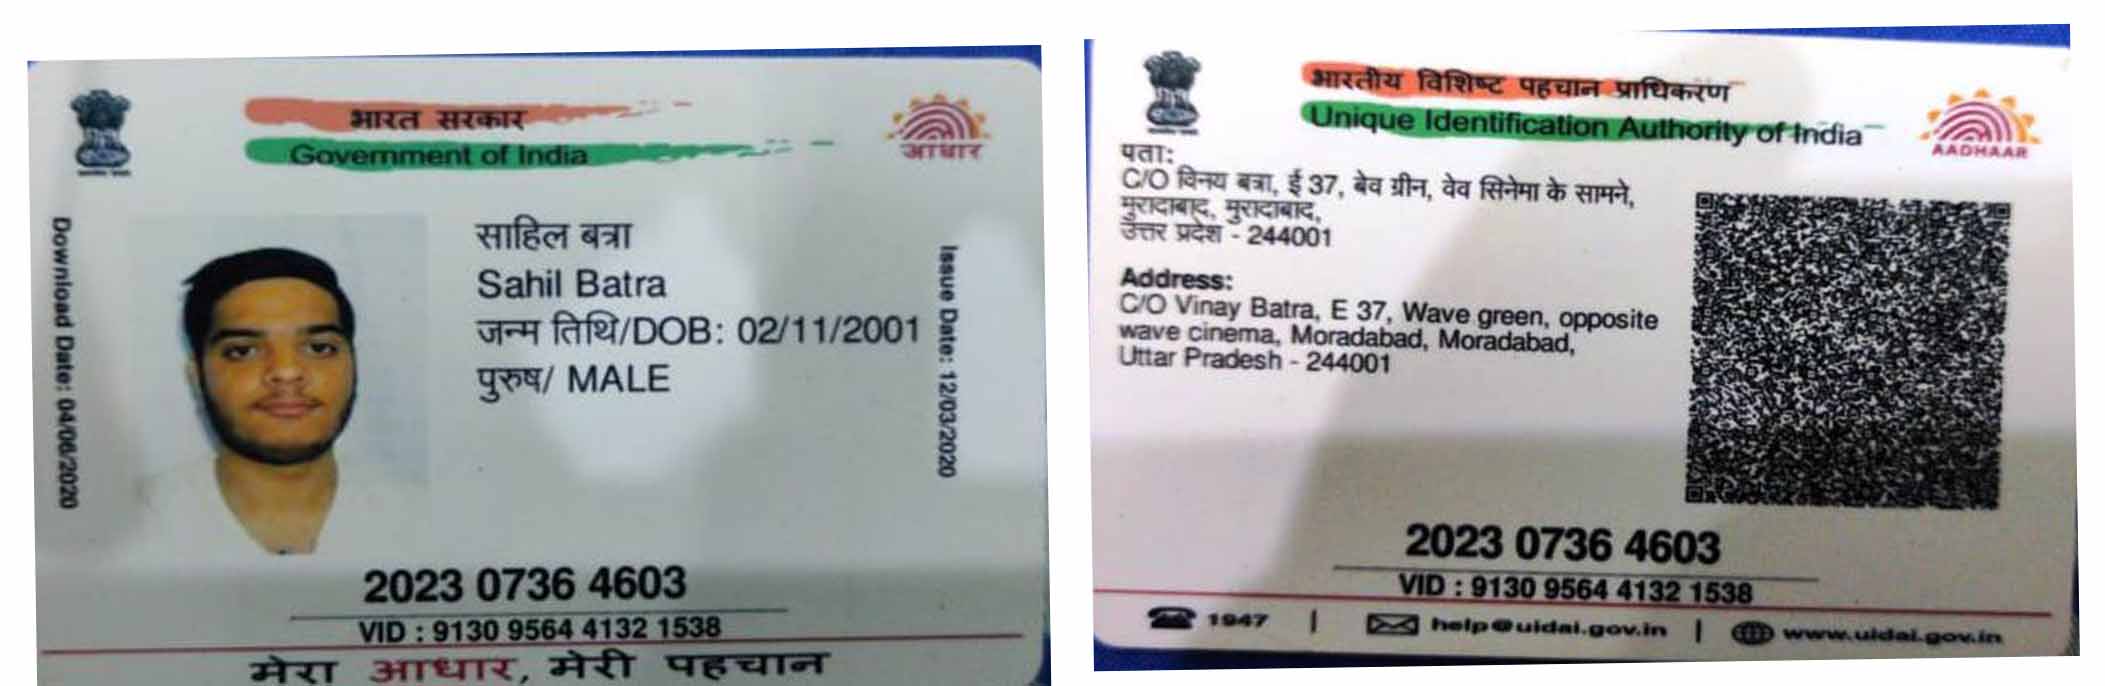 भारत सरकार
Government of India
आधार
Download Date: 04/06/2020
साहिल बत्रा
Sahil Batra
जन्म तिथि/DOB: 02/11/2001
पुरुष/ MALE
Issue Date: 12/03/2020
2023 0736 4603
VID : 9130 9564 4132 1538
मेरा आधार, मेरी पहचान
भारतीय विशिष्ट पहचान प्राधिकरण
Unique Identification Authority of India
AADHAAR
पता:
C/O विनय बत्रा, ई 37, बेव ग्रीन, वेव सिनेमा के सामने,
मुरादाबाद, मुरादाबाद,
उत्तर प्रदेश - 244001
Address:
C/O Vinay Batra, E 37, Wave green, opposite
wave cinema, Moradabad, Moradabad,
Uttar Pradesh - 244001
2023 0736 4603
VID : 9130 9564 4132 1538
1947 | help@uidai.gov.in | www.uidai.gov.in